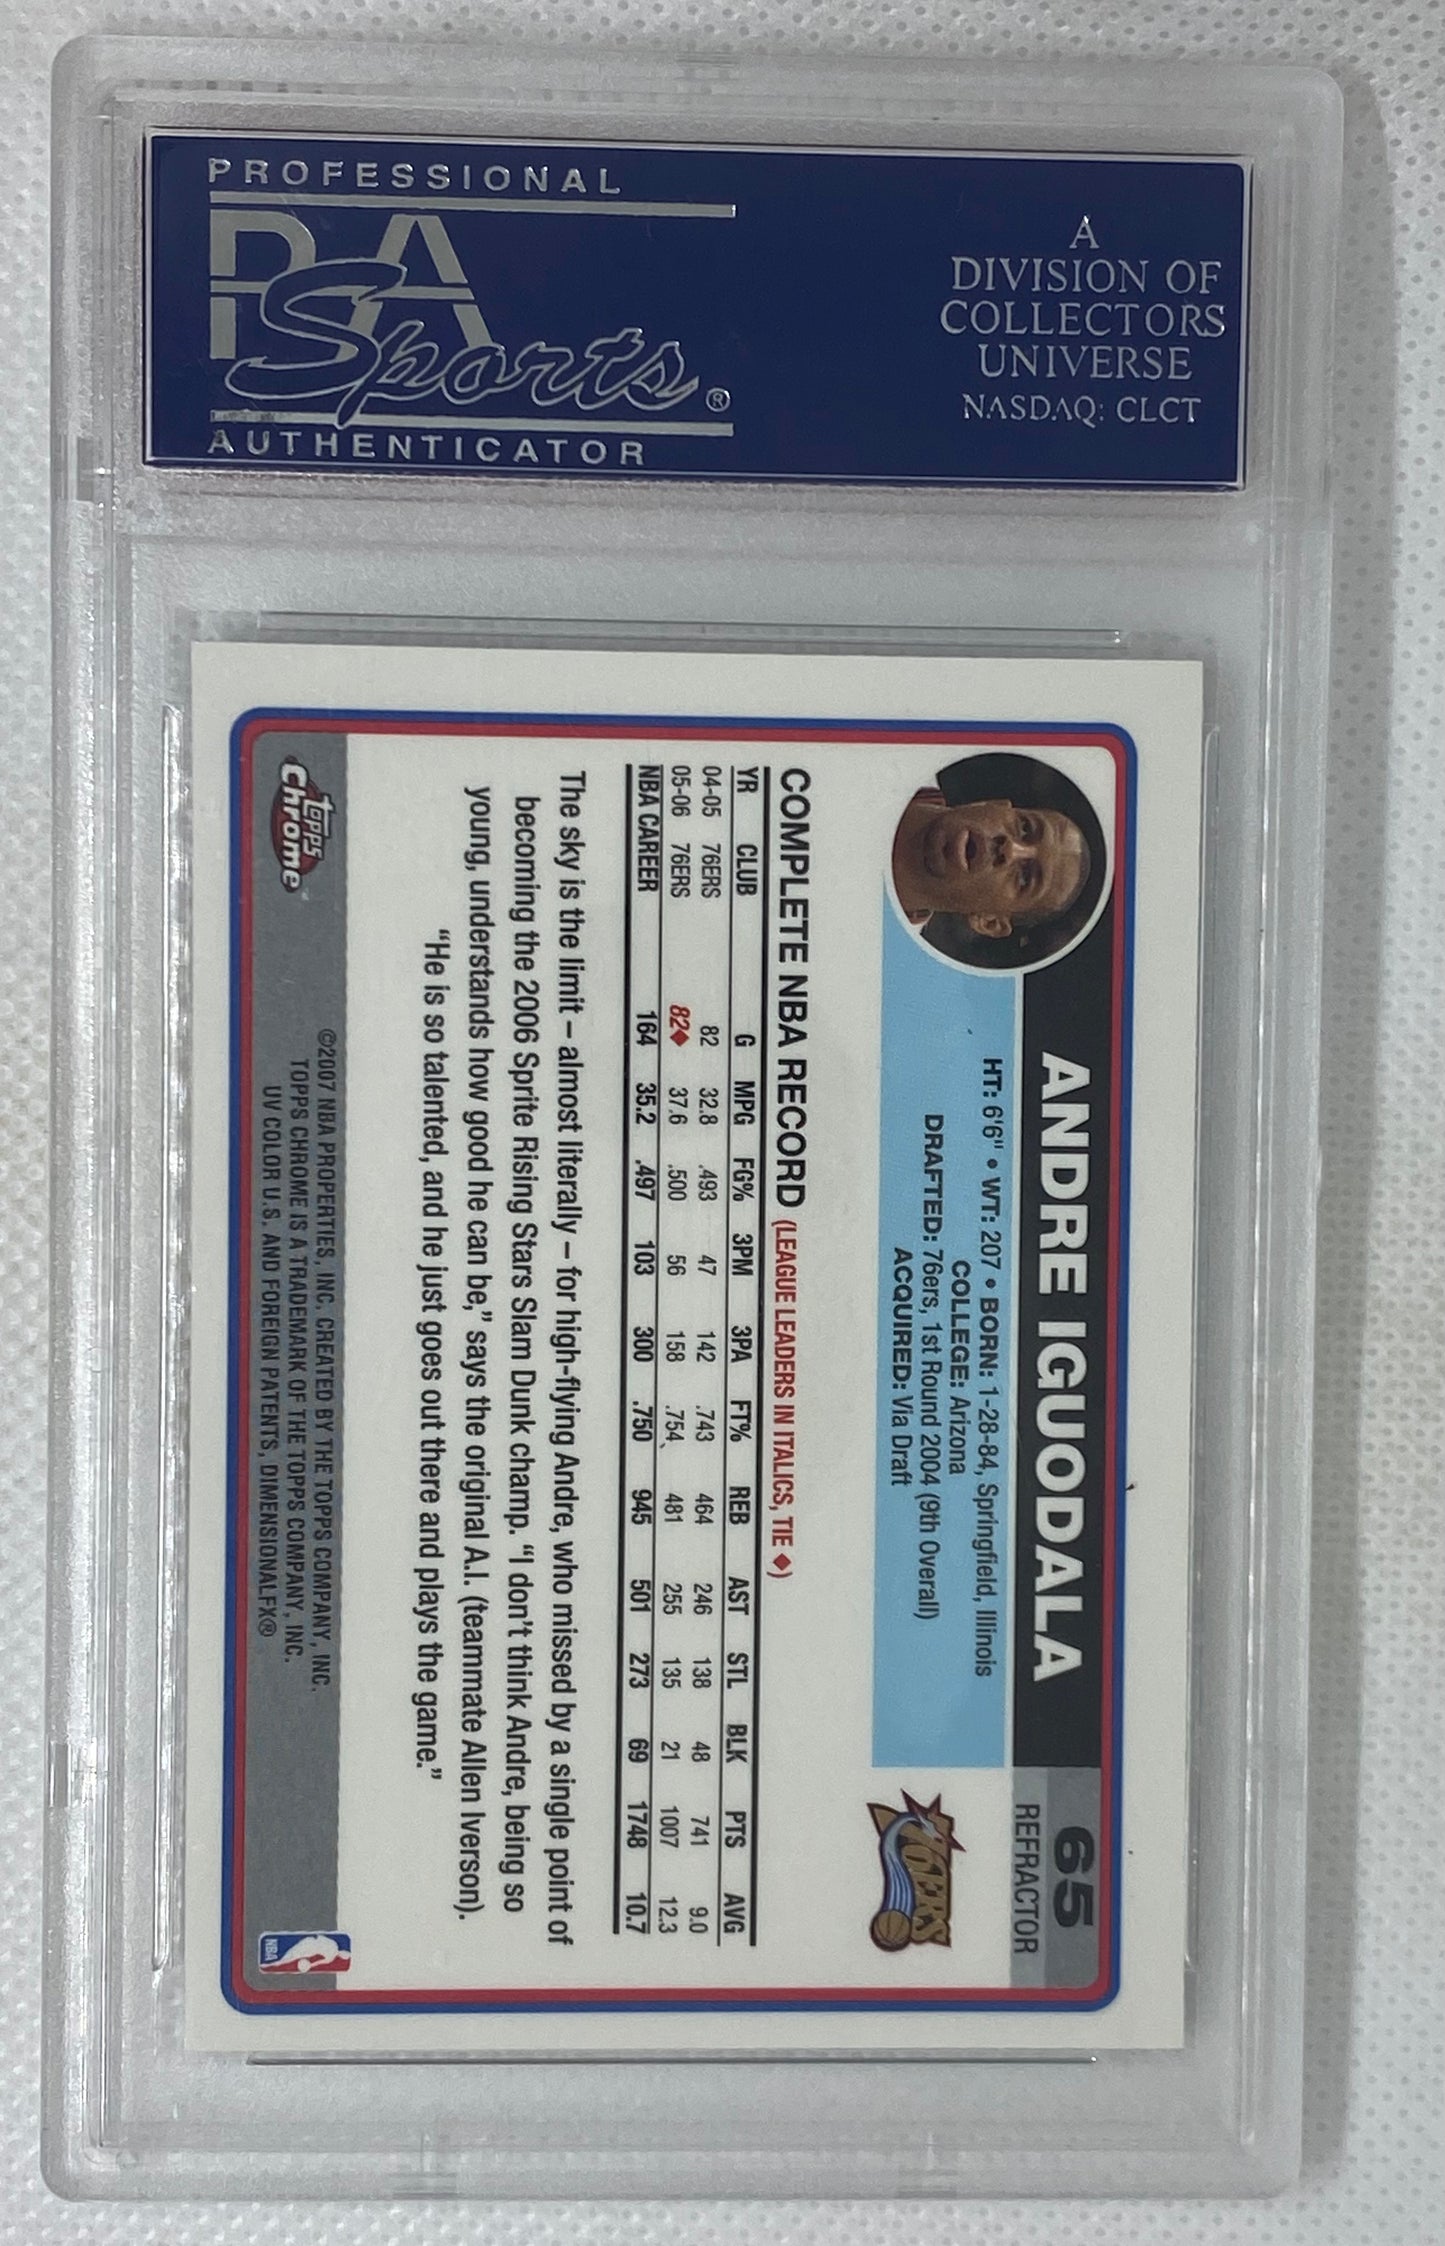 PROFESSIONAL
PSA
Sports®
AUTHENTICATOR
A
DIVISION OF
COLLECTORS
UNIVERSE
NASDAQ: CLCT
ANDRE IGUODALA
65
REFRACTOR
HT: 6'6" • WT: 207 • BORN: 1-28-84, Springfield, Illinois
COLLEGE: Arizona
DRAFTED: 76ers, 1st Round 2004 (9th Overall)
ACQUIRED: Via Draft
76ERS
COMPLETE NBA RECORD (LEAGUE LEADERS IN ITALICS, TIE ♦)
YR CLUB G MPG FG% 3PM 3PA FT% REB AST STL BLK PTS AVG
04-05 76ERS 82 32.8 .493 47 142 .743 464 246 138 48 741 9.0
05-06 76ERS 82♦ 37.6 .500 56 158 .754 481 255 135 21 1007 12.3
NBA CAREER 164 35.2 .497 103 300 .750 945 501 273 69 1748 10.7
The sky is the limit – almost literally – for high-flying Andre, who missed by a single point of
becoming the 2006 Sprite Rising Stars Slam Dunk champ. “I don’t think Andre, being so
young, understands how good he can be,” says the original A.I. (teammate Allen Iverson).
“He is so talented, and he just goes out there and plays the game.”
topps
chrome
©2007 NBA PROPERTIES, INC. CREATED BY THE TOPPS COMPANY, INC.
TOPPS CHROME IS A TRADEMARK OF THE TOPPS COMPANY, INC.
UV COLOR U.S. AND FOREIGN PATENTS, DIMENSIONAL FX®
NBA